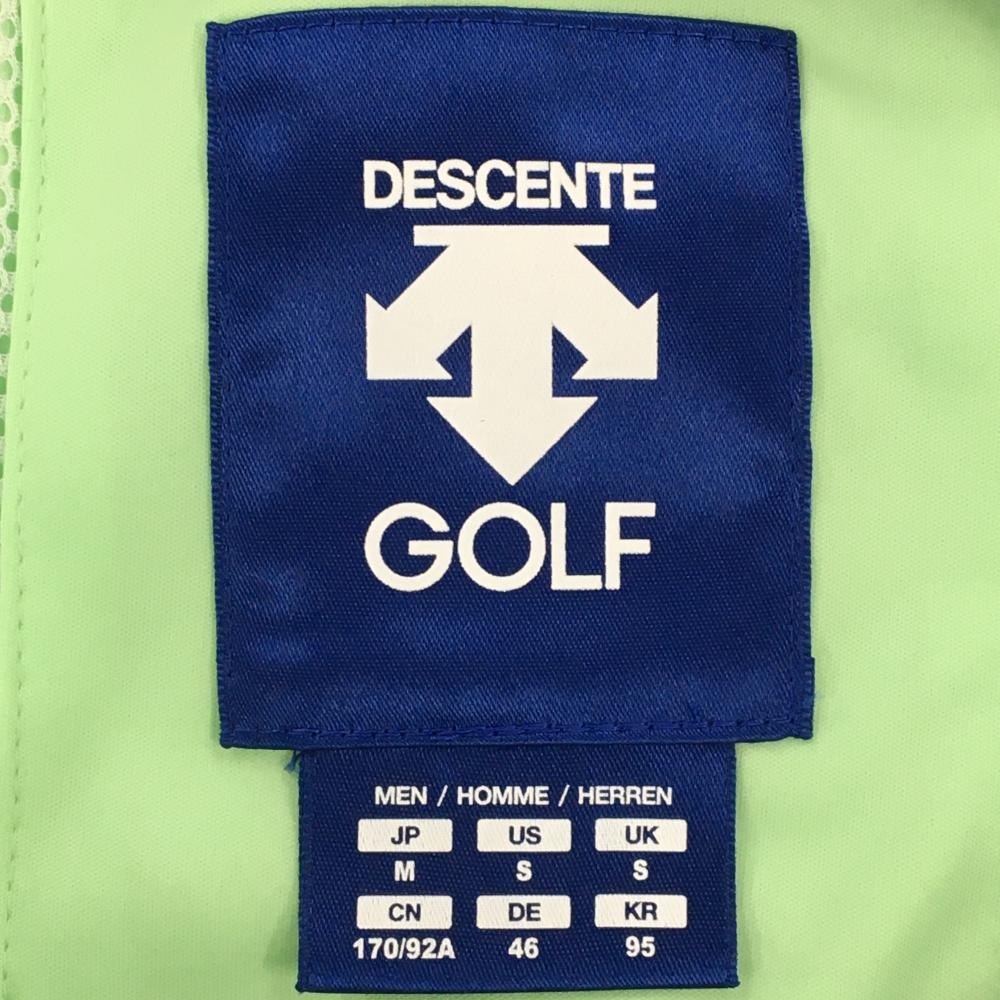 DESCENTE
GOLF
MEN / HOMME / HERREN
JP US UK
M S S
CN DE KR
170/92A 46 95